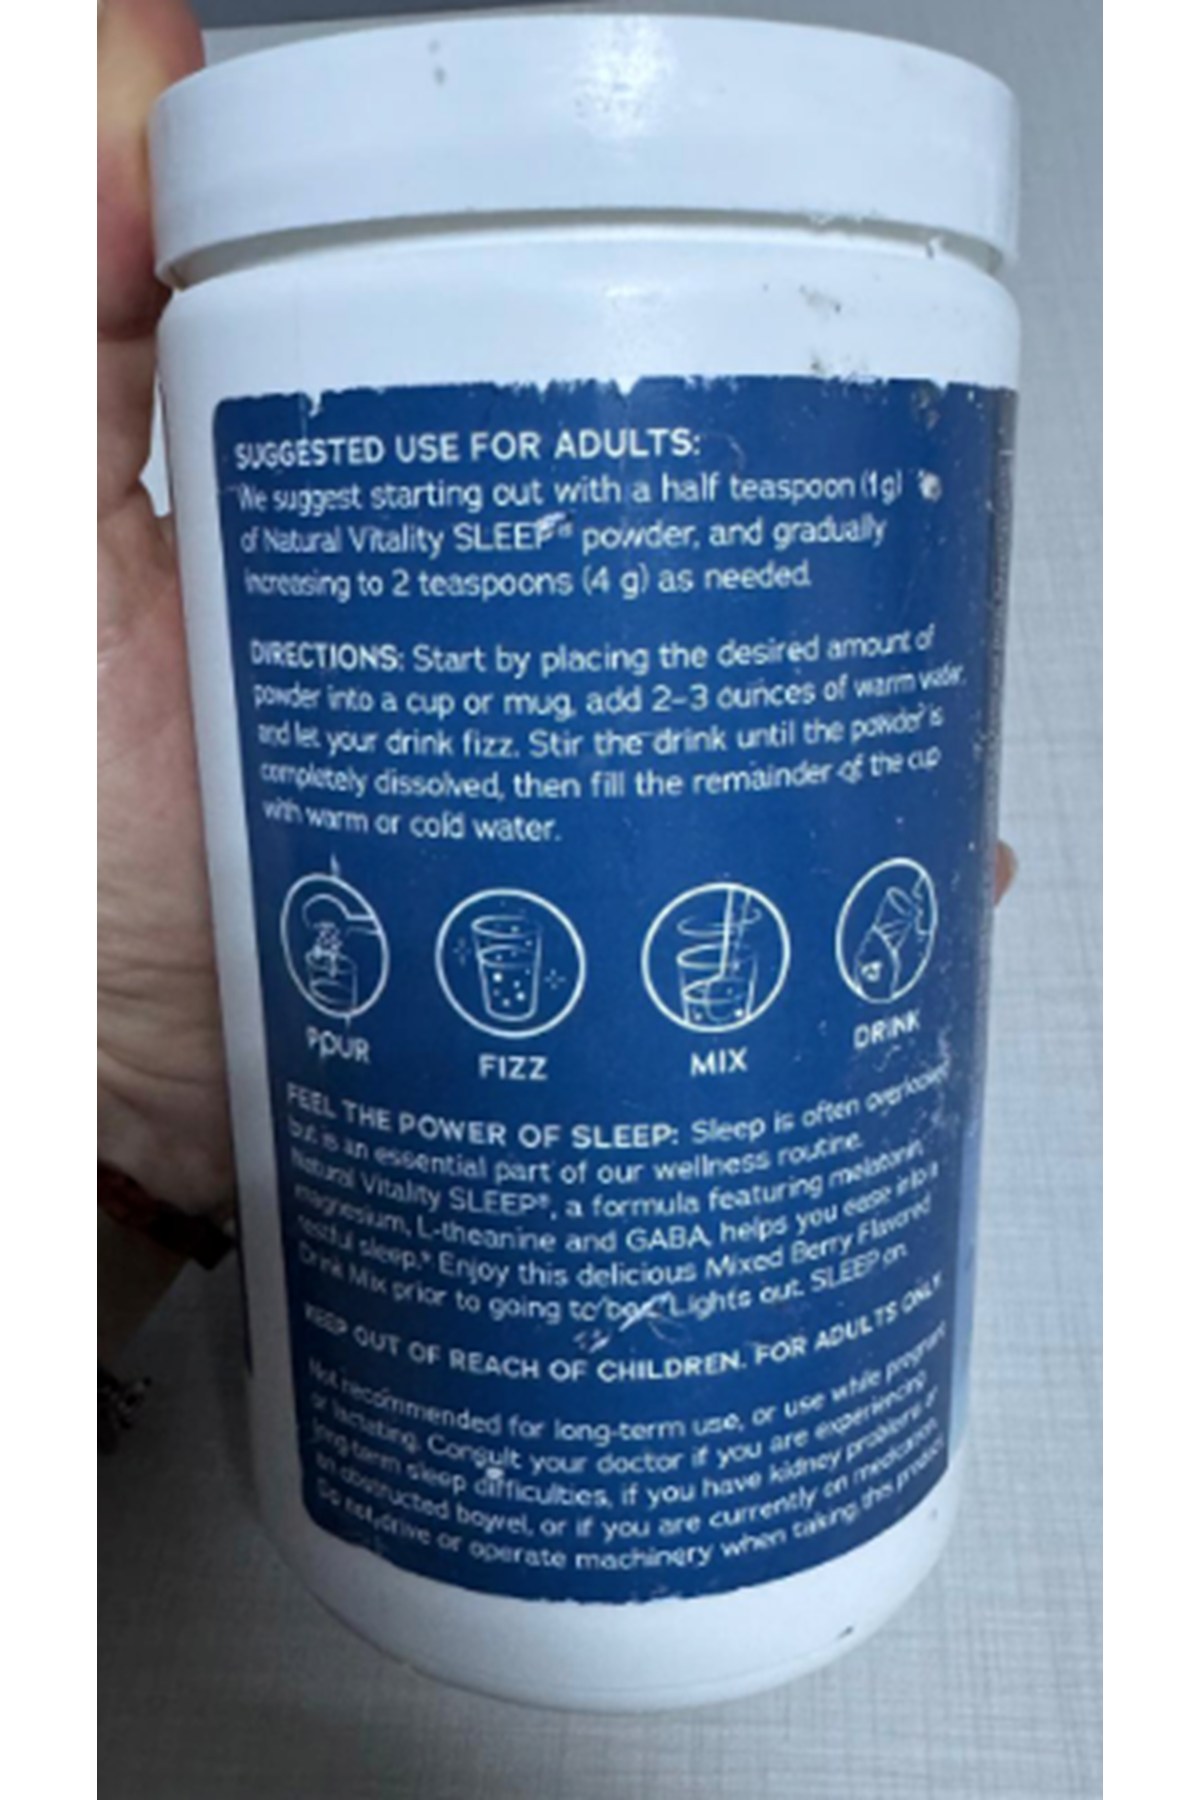 SUGGESTED USE FOR ADULTS:
We suggest starting out with a half teaspoon (1g)
of Natural Vitality SLEEP® powder, and gradually
increasing to 2 teaspoons (4 g) as needed.
DIRECTIONS: Start by placing the desired amount of
powder into a cup or mug, add 2–3 ounces of warm water,
and let your drink fizz. Stir the drink until the powder is
completely dissolved, then fill the remainder of the cup
with warm or cold water.
POUR
FIZZ
MIX
DRINK
FEEL THE POWER OF SLEEP: Sleep is often overlooked
but is an essential part of our wellness routine.
Natural Vitality SLEEP®, a formula featuring melatonin,
magnesium, L-theanine and GABA, helps you ease into a
restful sleep.* Enjoy this delicious Mixed Berry Flavored
Drink Mix prior to going to bed. Lights out. SLEEP on.
KEEP OUT OF REACH OF CHILDREN. FOR ADULTS ONLY.
Not recommended for long-term use, or use while pregnant
or lactating. Consult your doctor if you are experiencing
long-term sleep difficulties, if you have kidney problems or
an obstructed bowel, or if you are currently on medication.
Do not drive or operate machinery when taking this product.